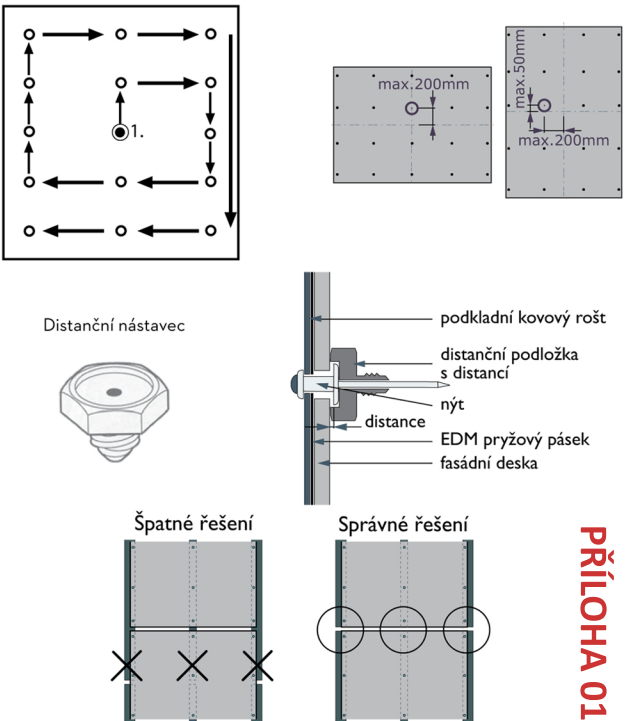 1.
max.200mm
max.50mm
max.200mm
Distanční nástavec
podkladní kovový rošt
distanční podložka
s distancí
nýt
distance
EDM pryžový pásek
fasádní deska
Špatné řešení
Správné řešení
PŘÍLOHA 01